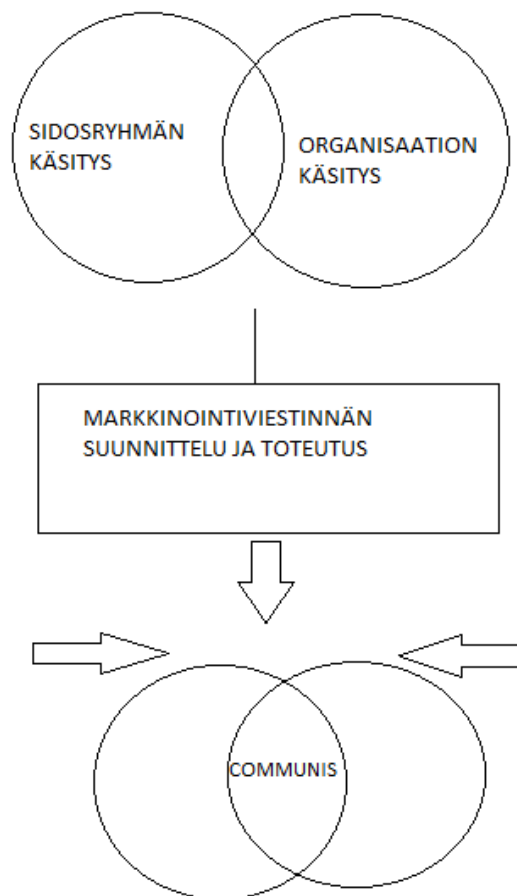 SIDOSRYHMÄN
KÄSITYS
ORGANISAATION
KÄSITYS
MARKKINOINTIVIESTINNÄN
SUUNNITTELU JA TOTEUTUS
COMMUNIS